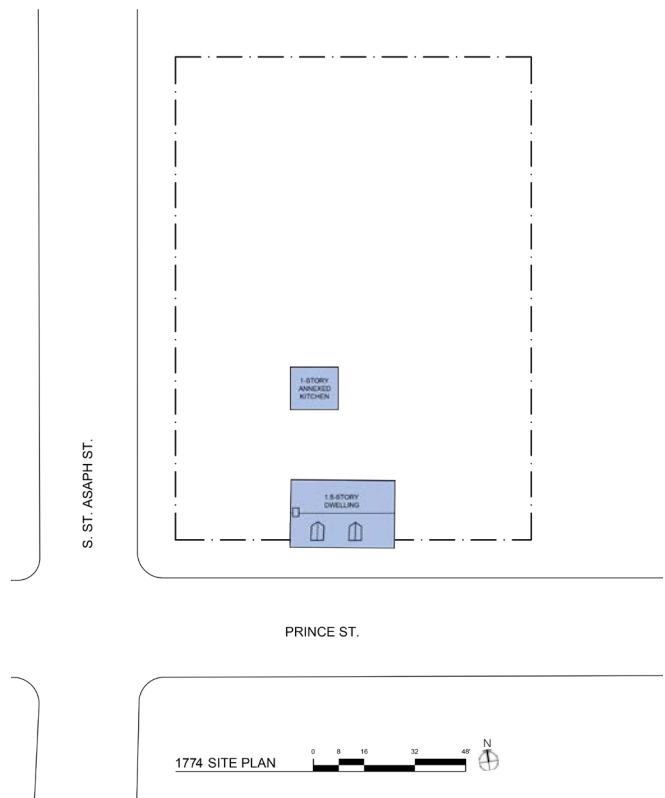 1-STORY
ANNEXED
KITCHEN
1.5-STORY
DWELLING
S. ST. ASAPH ST.
PRINCE ST.
1774 SITE PLAN
0 8 16 32 48'
N